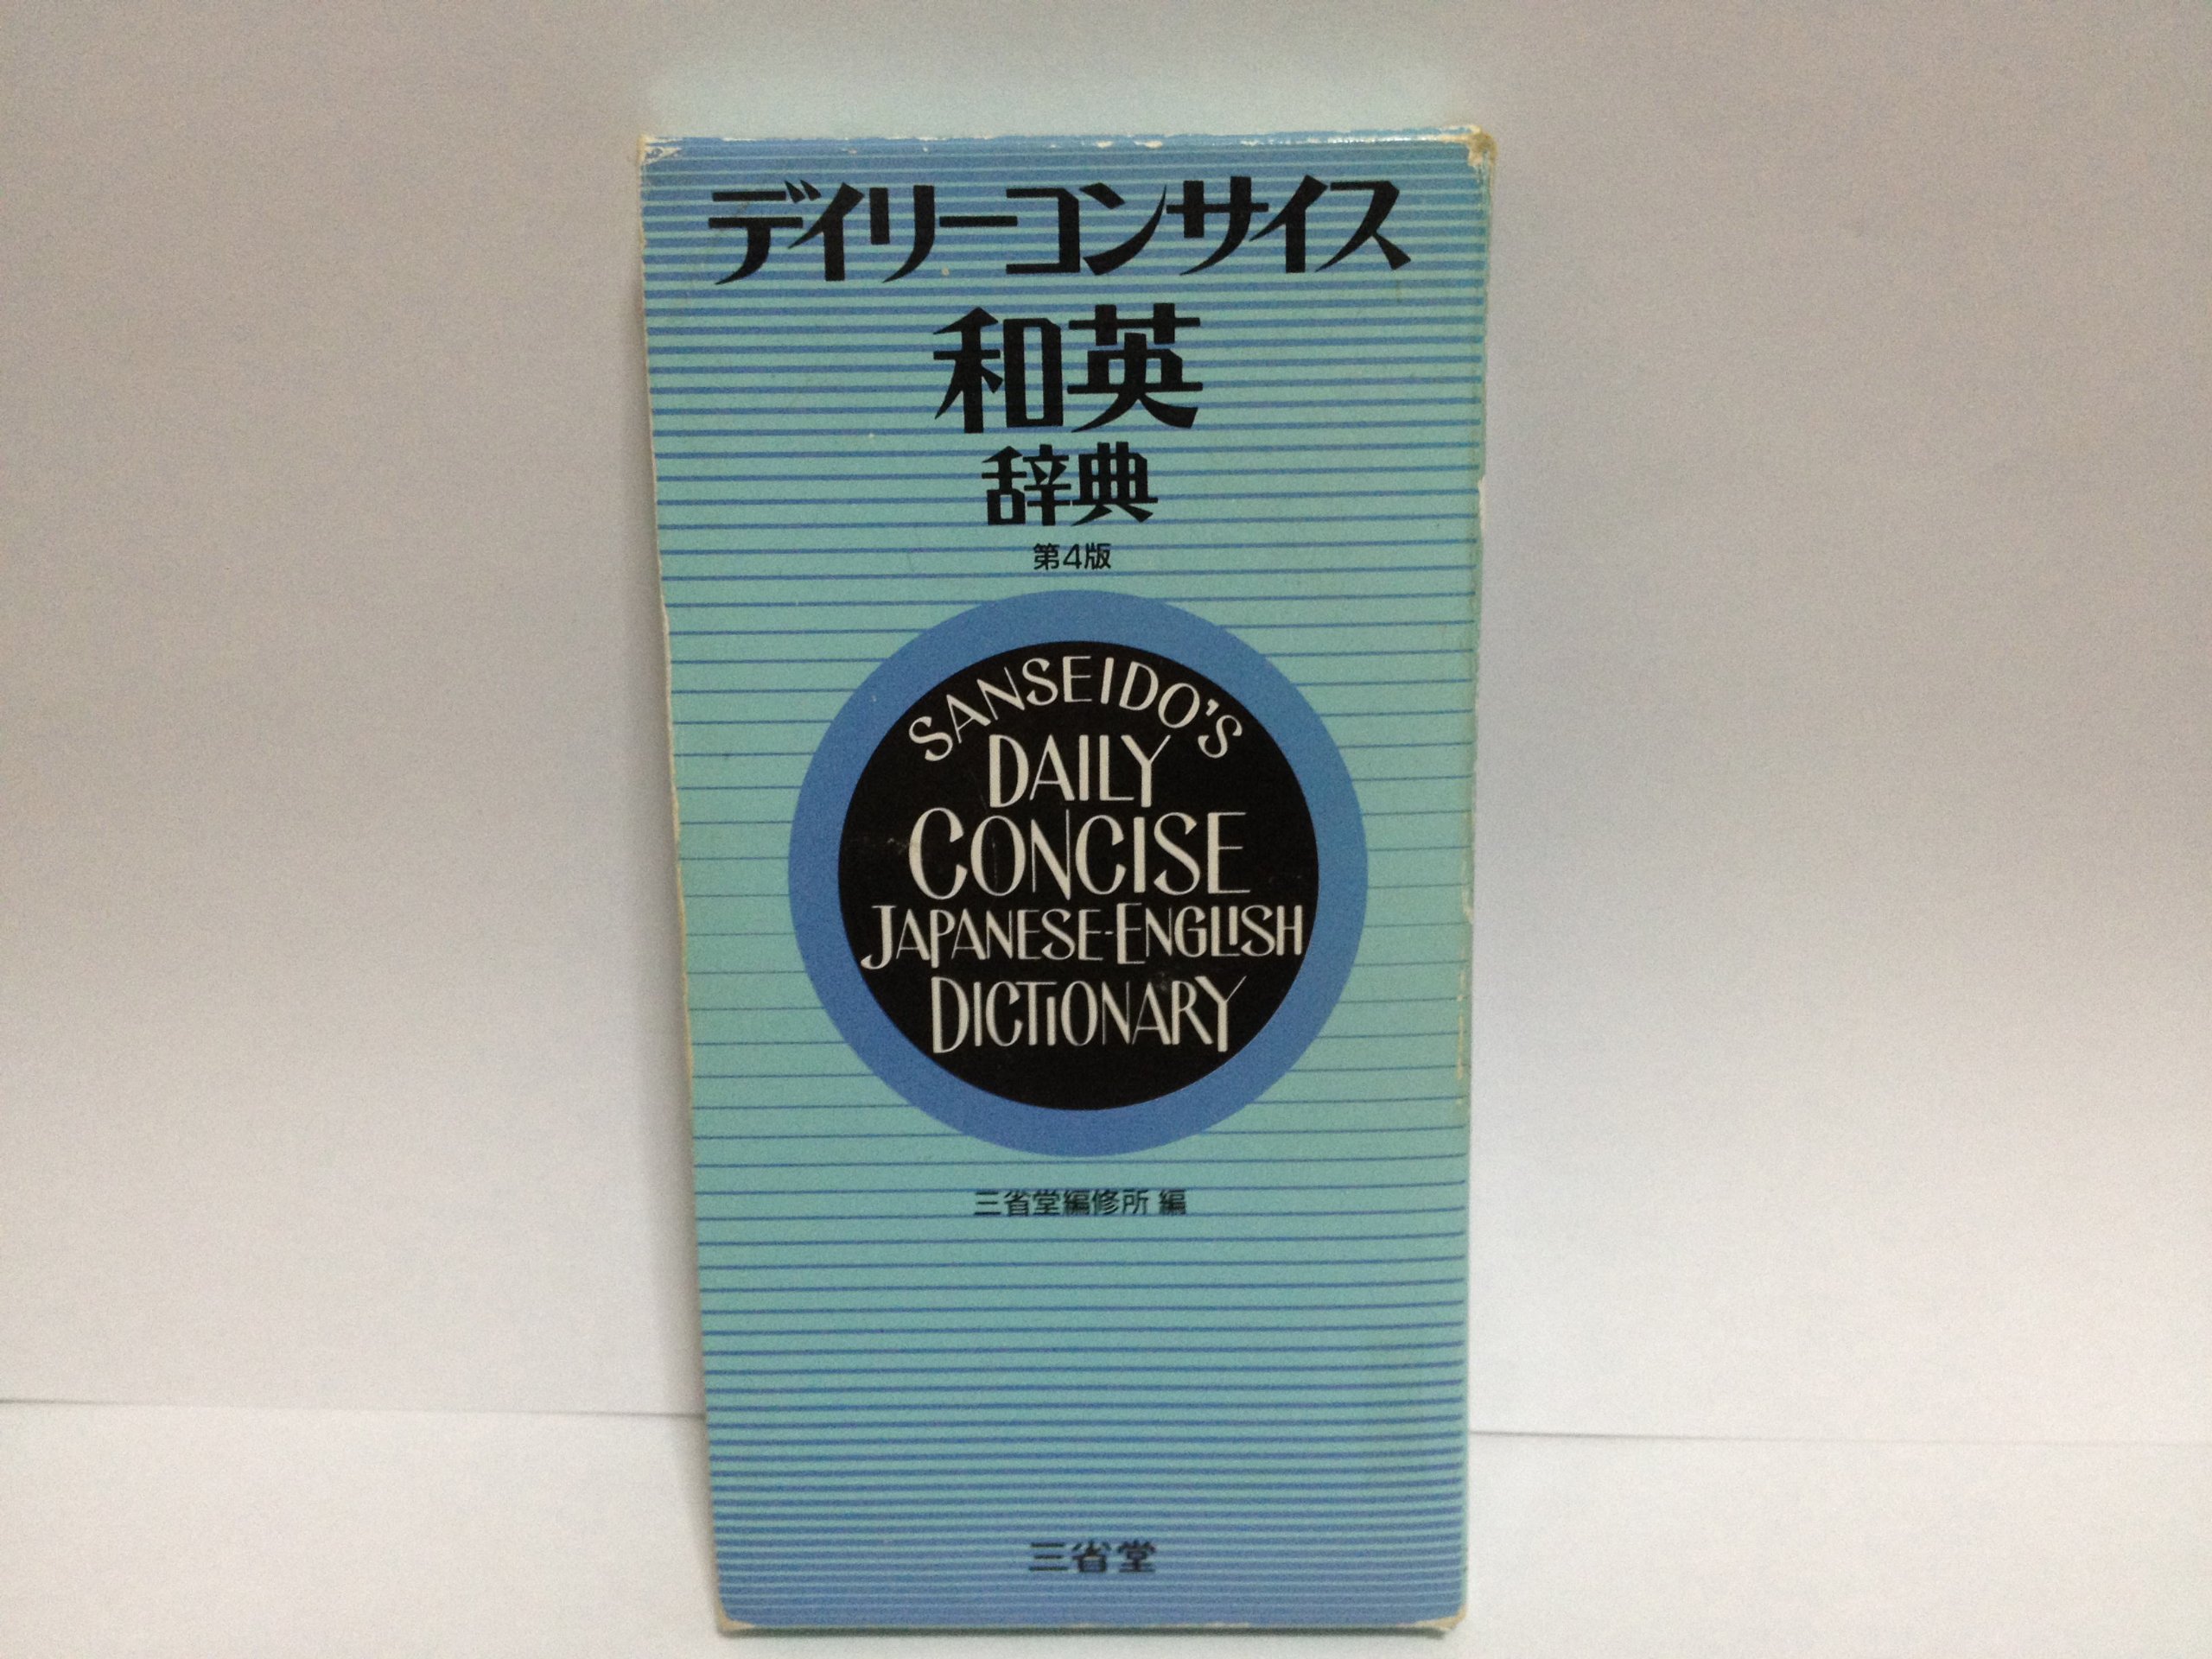 デイリーコンサイス
和英
辞典
第4版
SANSEIDO'S
DAILY
CONCISE
JAPANESE-ENGLISH
DICTIONARY
三省堂編修所 編
三省堂